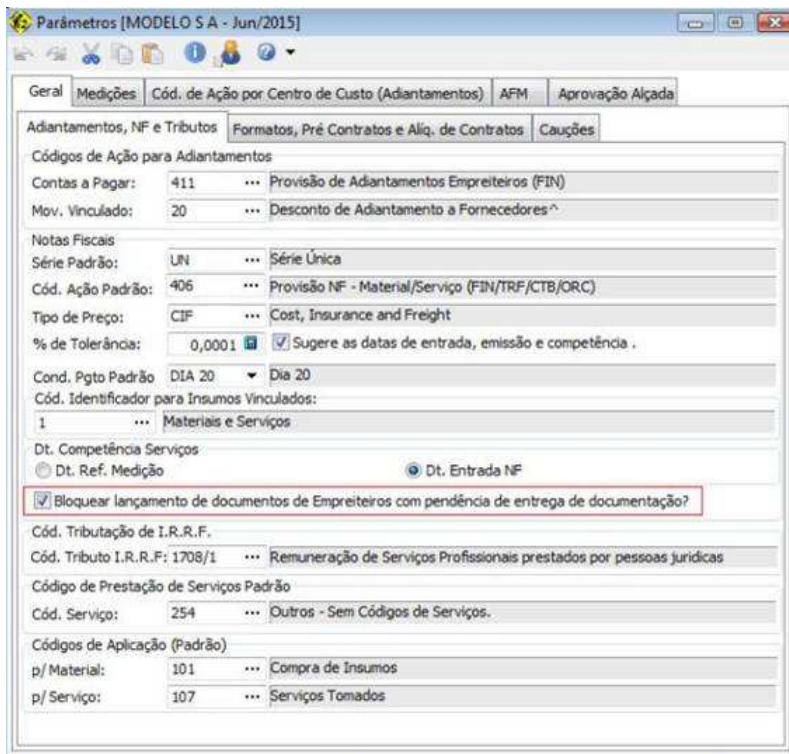 Parâmetros [MODELO S A - Jun/2015]
Geral Medições Cód. de Ação por Centro de Custo (Adiantamentos) AFM Aprovação Alçada
Adiantamentos, NF e Tributos Formatos, Pré Contratos e Alíq. de Contratos Cauções
Códigos de Ação para Adiantamentos
Contas a Pagar: 411 ... Provisão de Adiantamentos Empreiteiros (FIN)
Mov. Vinculado: 20 ... Desconto de Adiantamento a Fornecedores^
Notas Fiscais
Série Padrão: UN ... Série Única
Cód. Ação Padrão: 406 ... Provisão NF - Material/Serviço (FIN/TRF/CTB/ORC)
Tipo de Preço: CIF ... Cost, Insurance and Freight
% de Tolerância: 0,0001 Sugere as datas de entrada, emissão e competência .
Cond. Pgto Padrão DIA 20 Dia 20
Cód. Identificador para Insumos Vinculados:
1 ... Materiais e Serviços
Dt. Competência Serviços
Dt. Ref. Medição Dt. Entrada NF
Bloquear lançamento de documentos de Empreiteiros com pendência de entrega de documentação?
Cód. Tributação de I.R.R.F.
Cód. Tributo I.R.R.F: 1708/1 ... Remuneração de Serviços Profissionais prestados por pessoas juridicas
Código de Prestação de Serviços Padrão
Cód. Serviço: 254 ... Outros - Sem Códigos de Serviços.
Códigos de Aplicação (Padrão)
p/ Material: 101 ... Compra de Insumos
p/ Serviço: 107 ... Serviços Tomados